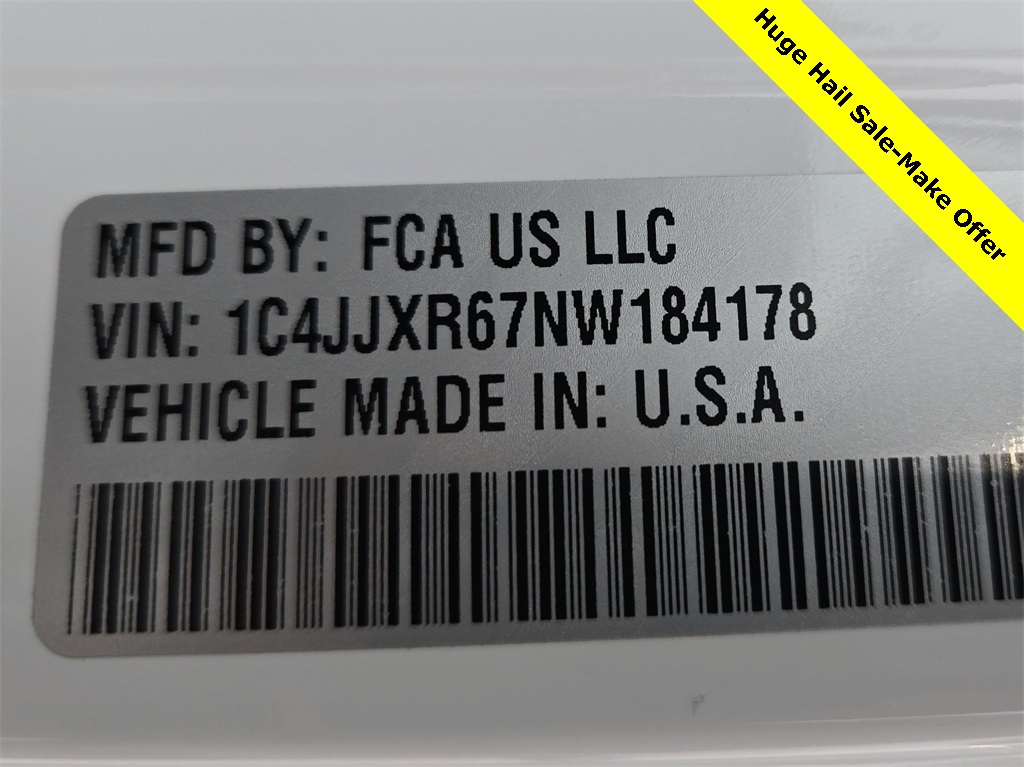 Huge Hail Sale-Make Offer
MFD BY: FCA US LLC
VIN: 1C4JJXR67NW184178
VEHICLE MADE IN: U.S.A.